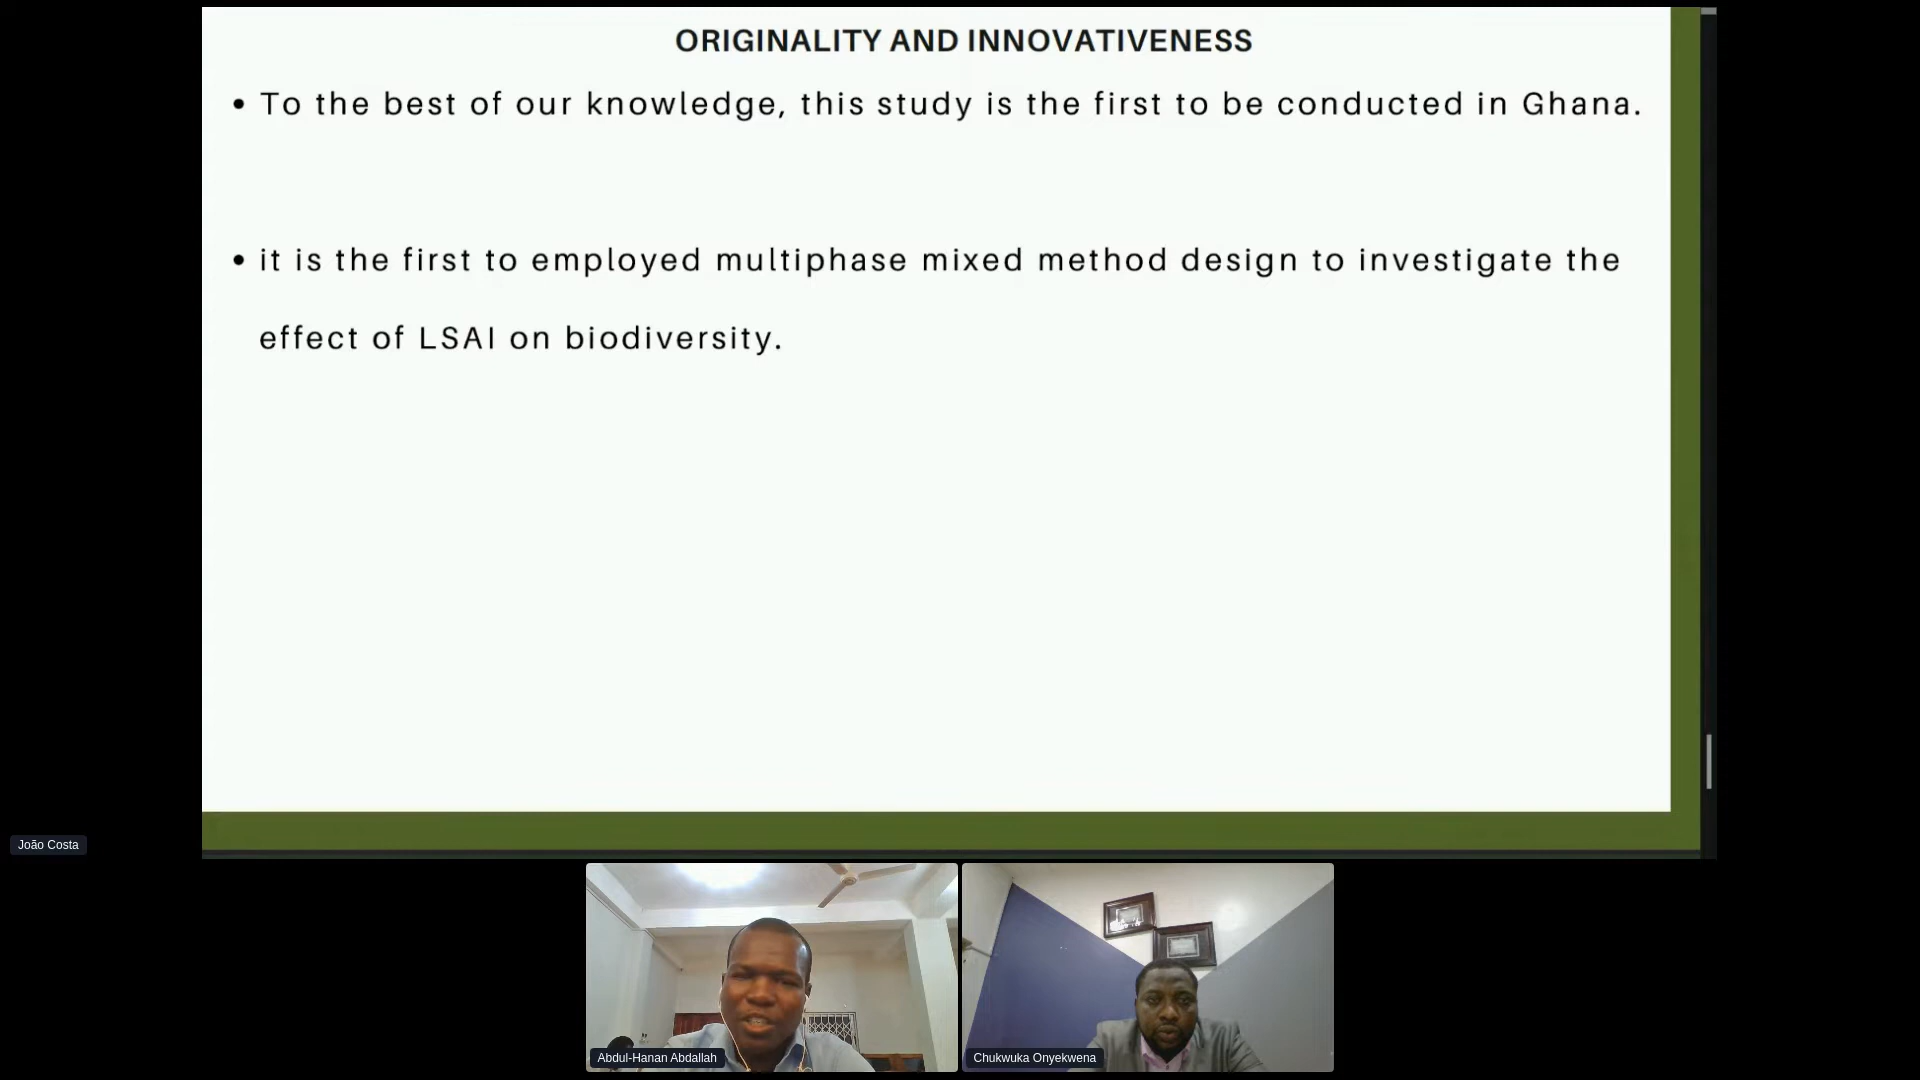 ORIGINALITY AND INNOVATIVENESS
• To the best of our knowledge, this study is the first to be conducted in Ghana.
• it is the first to employed multiphase mixed method design to investigate the
effect of LSAI on biodiversity.
João Costa
Abdul-Hanan Abdallah
Chukwuka Onyekwena